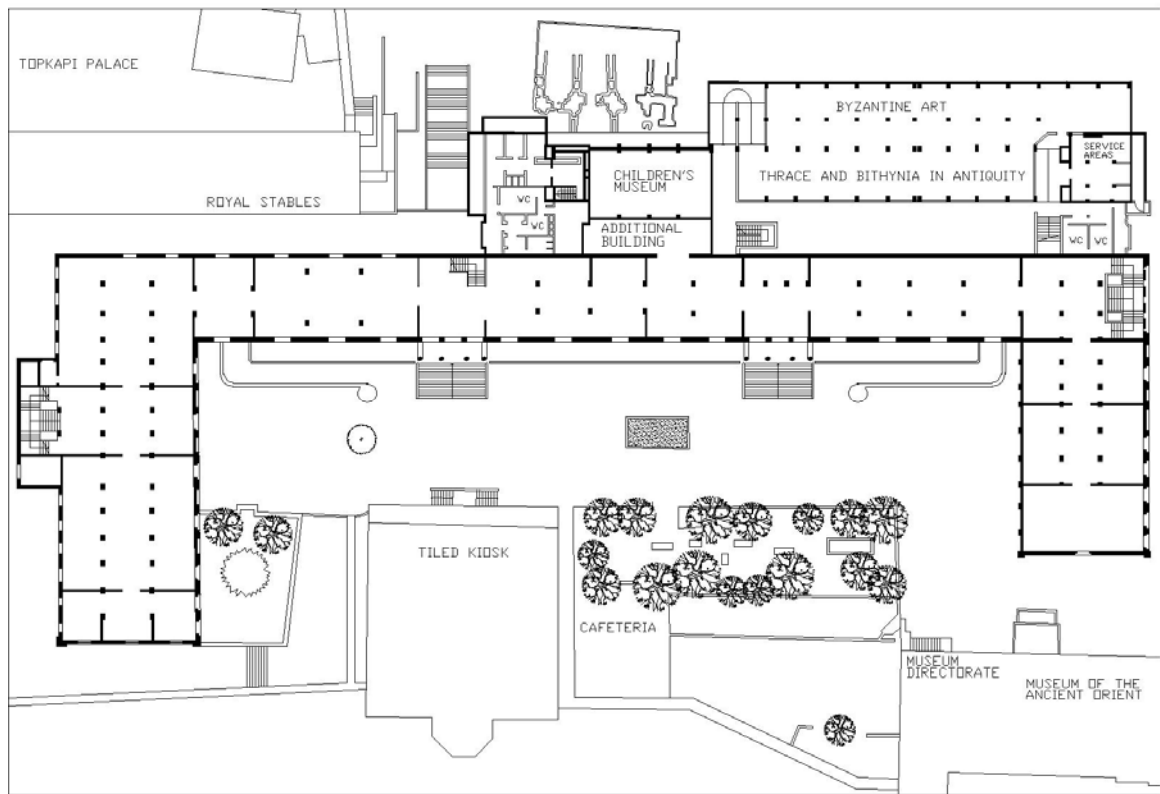 TOPKAPI PALACE
BYZANTINE ART
SERVICE
AREAS
CHILDREN'S
MUSEUM
THRACE AND BITHYNIA IN ANTIQUITY
ROYAL STABLES
WC
WC
ADDITIONAL
BUILDING
WC
WC
TILED KIOSK
CAFETERIA
MUSEUM
DIRECTORATE
MUSEUM OF THE
ANCIENT ORIENT